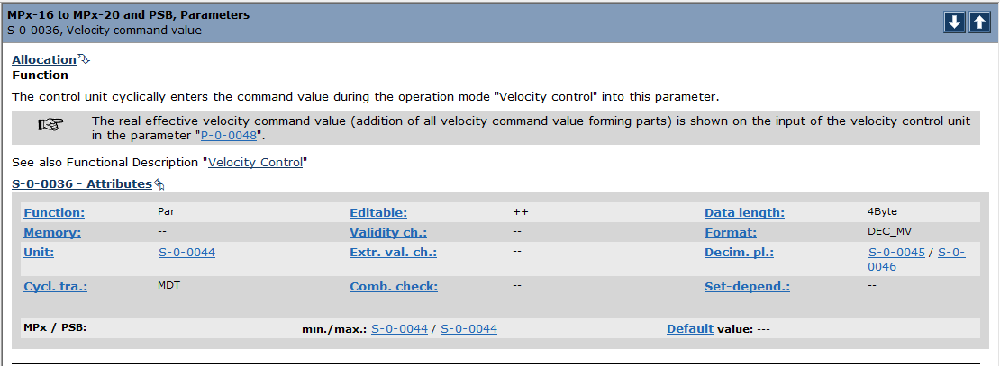 MPx-16 to MPx-20 and PSB, Parameters
S-0-0036, Velocity command value
Allocation
Function
The control unit cyclically enters the command value during the operation mode "Velocity control" into this parameter.
The real effective velocity command value (addition of all velocity command value forming parts) is shown on the input of the velocity control unit
in the parameter "P-0-0048".
See also Functional Description "Velocity Control"
S-0-0036 - Attributes
Function: Par Editable: ++ Data length: 4Byte
Memory: -- Validity ch.: -- Format: DEC_MV
Unit: S-0-0044 Extr. val. ch.: -- Decim. pl.: S-0-0045 / S-0-
0046
Cycl. tra.: MDT Comb. check: -- Set-depend.: --
MPx / PSB: min./max.: S-0-0044 / S-0-0044 Default value: ---